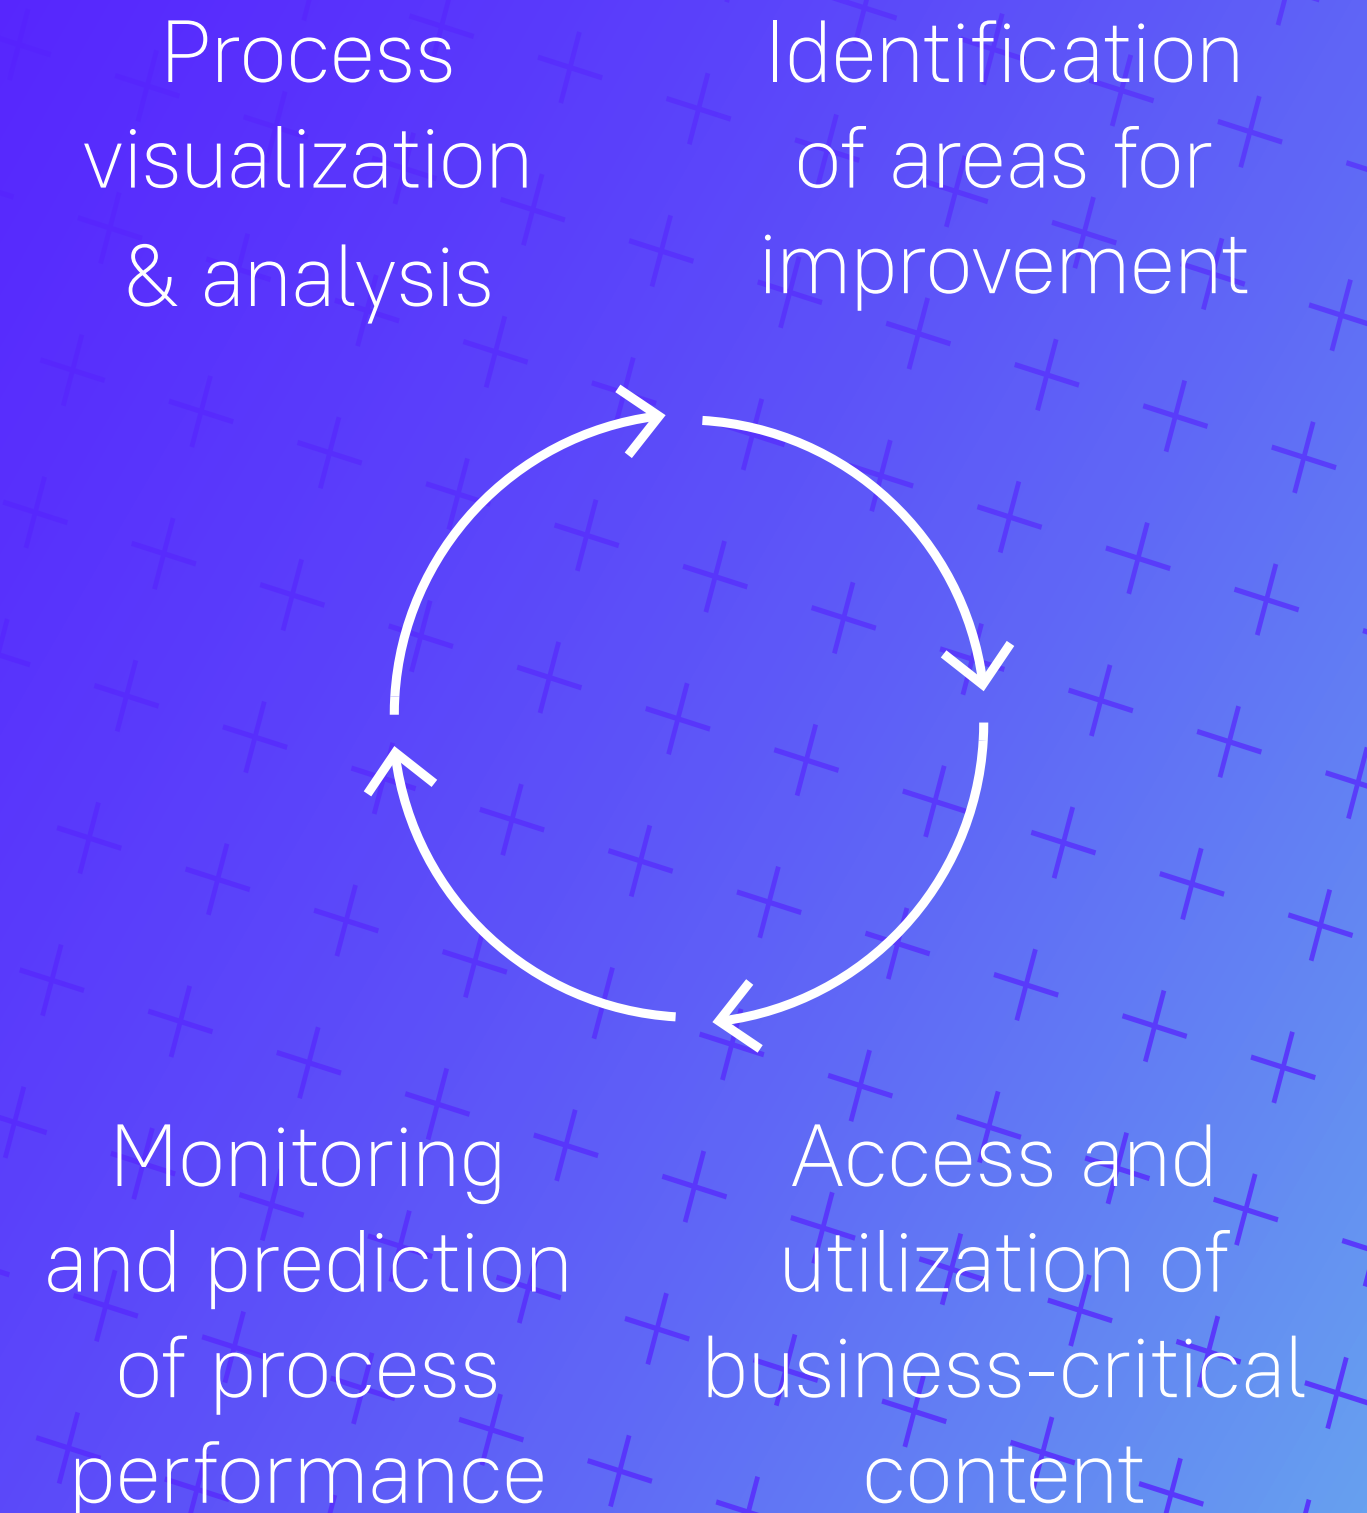 Process
visualization
& analysis
Identification
of areas for
improvement
Monitoring
and prediction
of process
performance
Access and
utilization of
business-critical
content